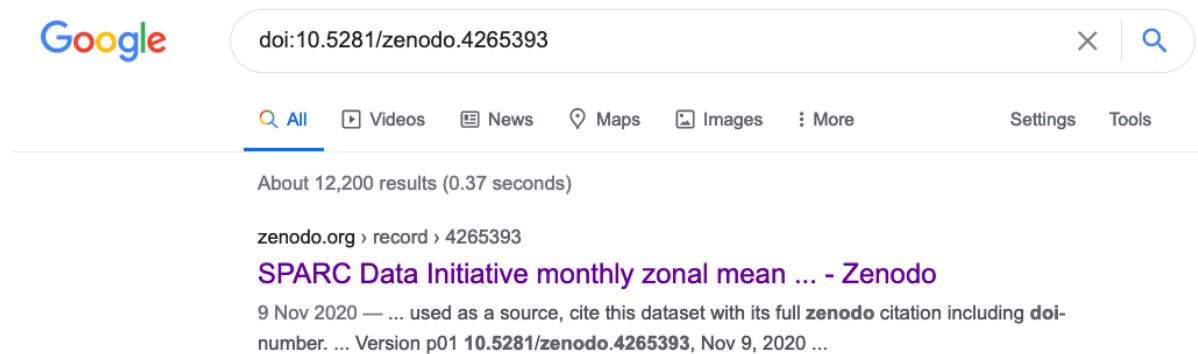 Google doi:10.5281/zenodo.4265393
All Videos News Maps Images More Settings Tools
About 12,200 results (0.37 seconds)
zenodo.org › record › 4265393
SPARC Data Initiative monthly zonal mean ... - Zenodo
9 Nov 2020 — ... used as a source, cite this dataset with its full zenodo citation including doi-
number. ... Version p01 10.5281/zenodo.4265393, Nov 9, 2020 ...